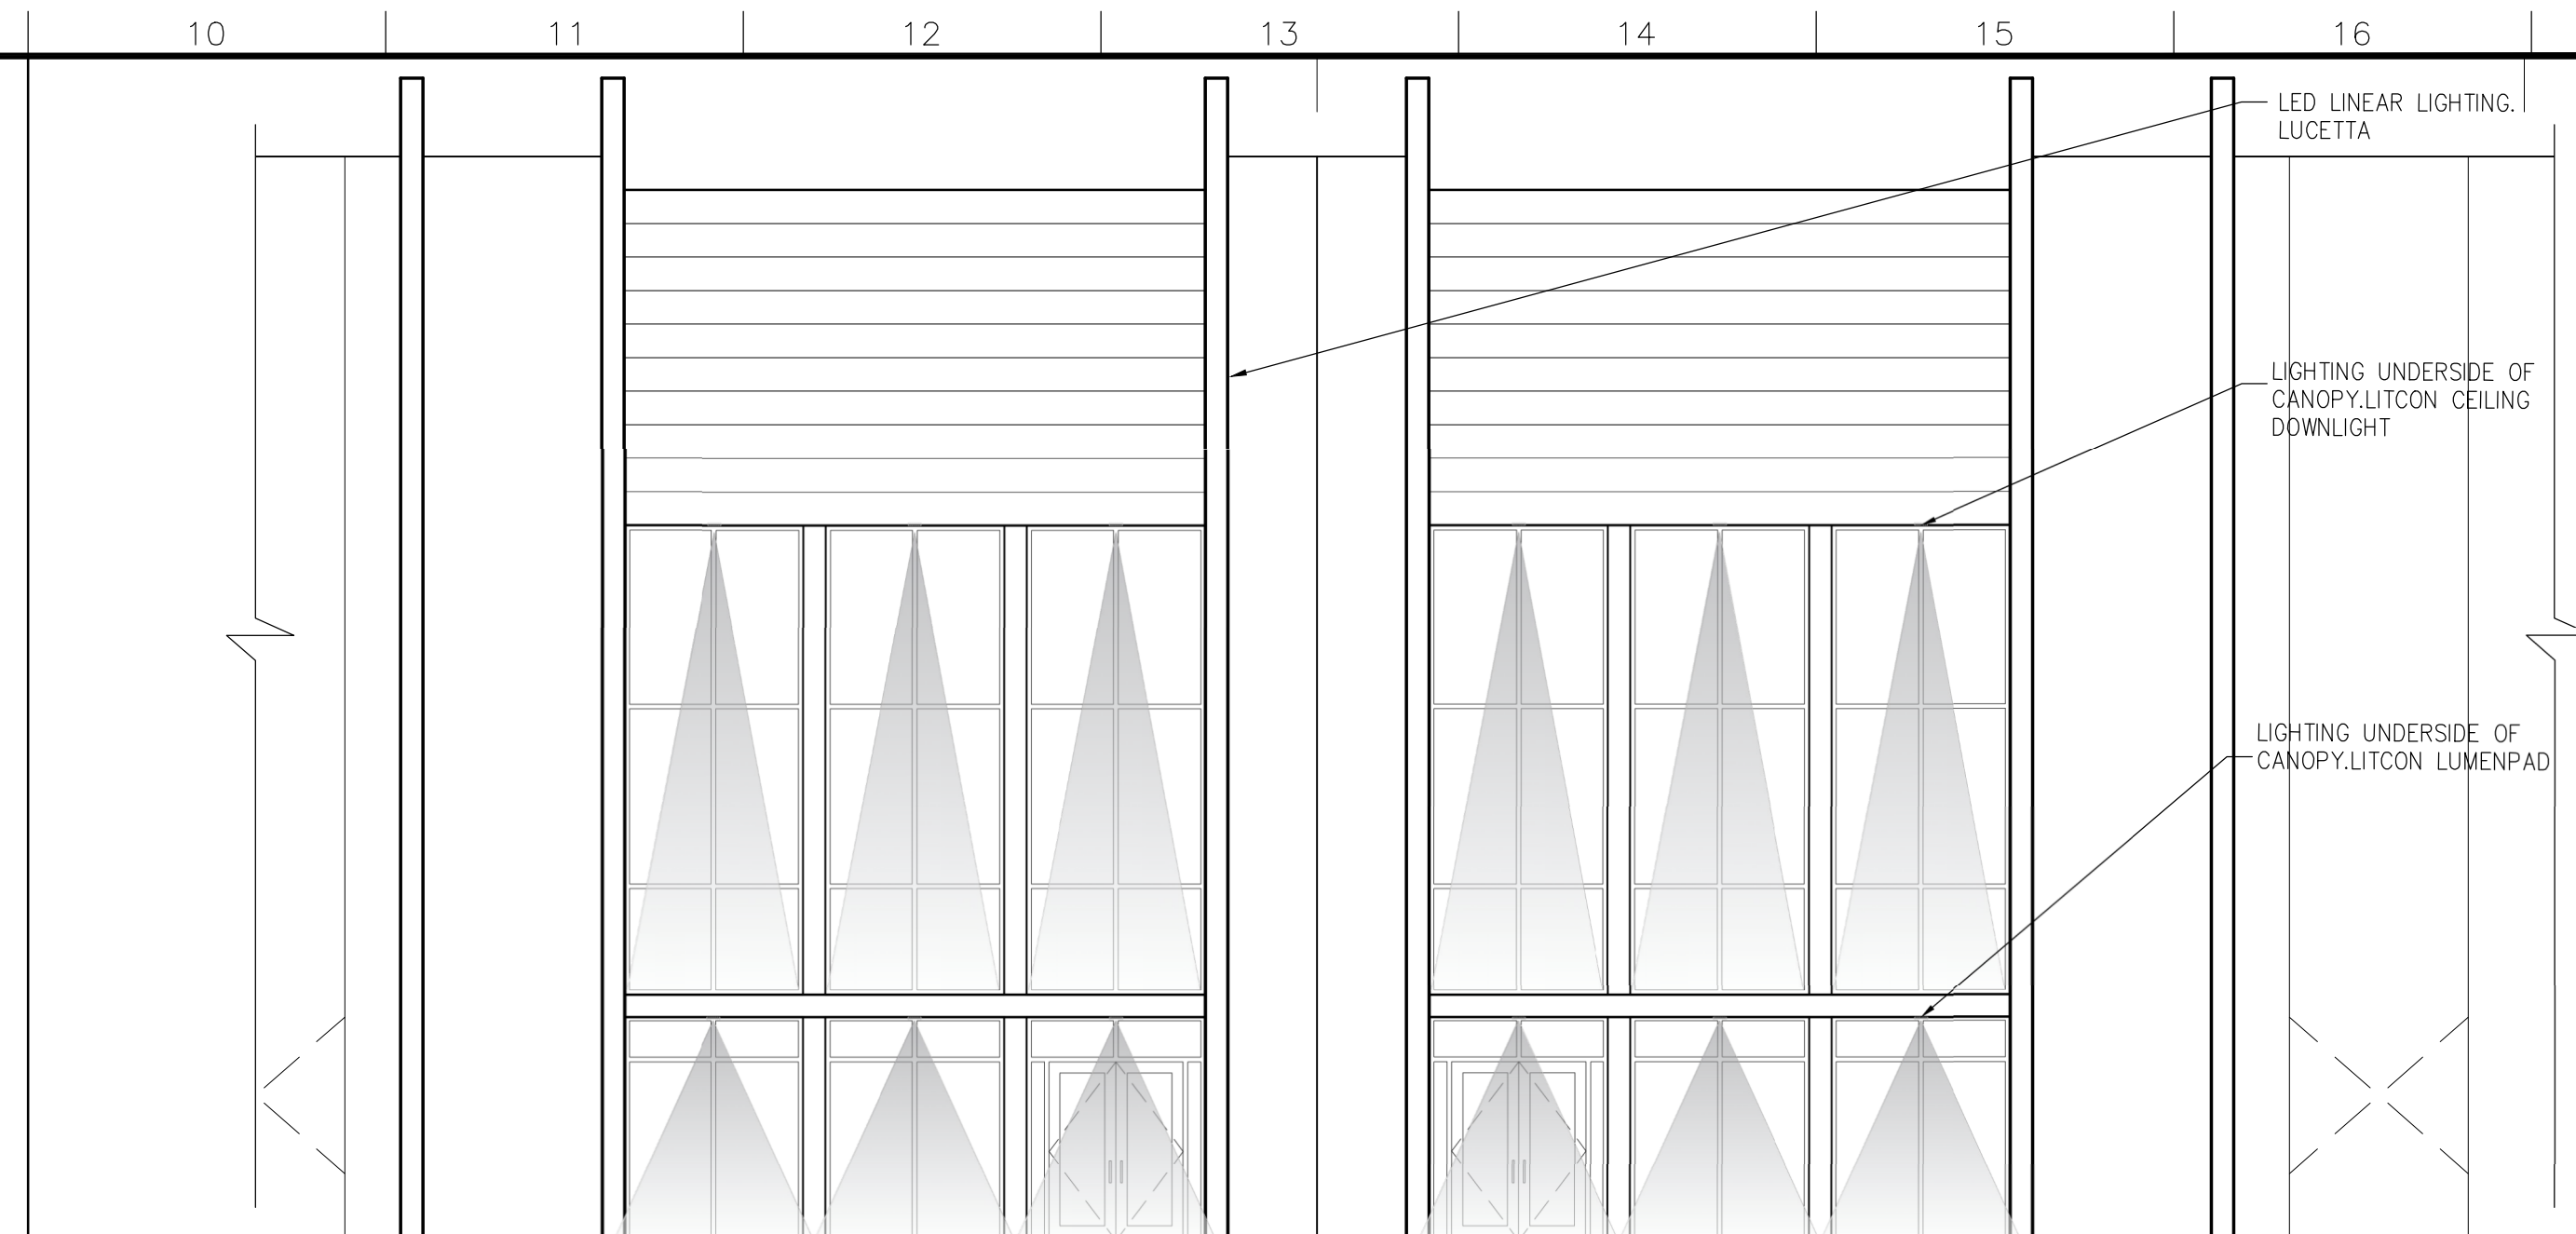 10 11 12 13 14 15 16
LED LINEAR LIGHTING.
LUCETTA
LIGHTING UNDERSIDE OF
CANOPY.LITCON CEILING
DOWNLIGHT
LIGHTING UNDERSIDE OF
CANOPY.LITCON LUMENPAD